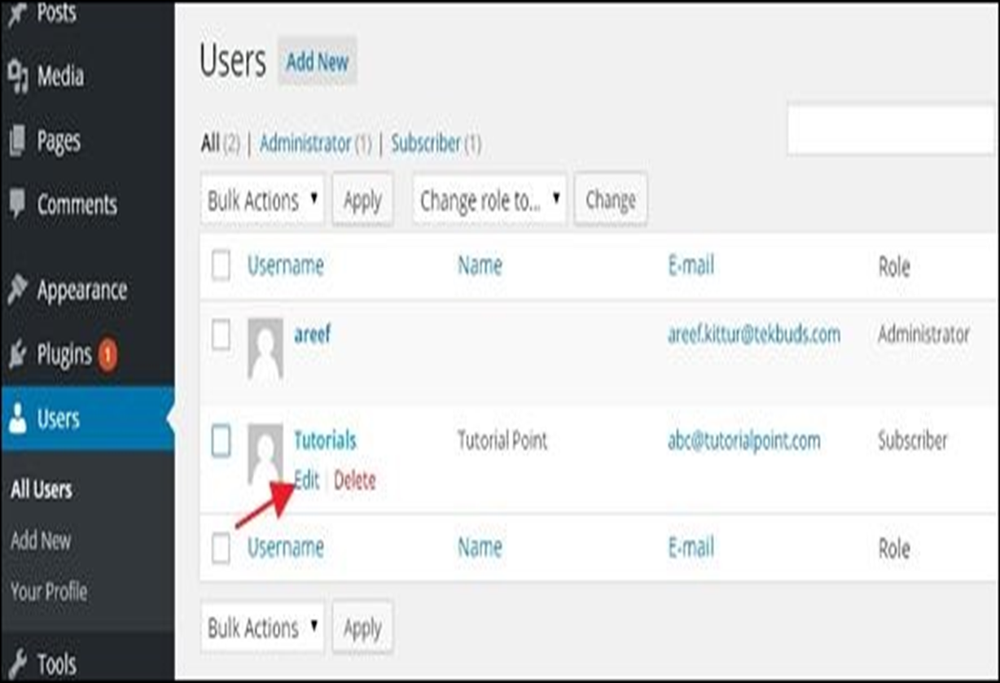 Posts
Media
Pages
Comments
Appearance
Plugins 1
Users
All Users
Add New
Your Profile
Tools
Users Add New
All (2) | Administrator (1) | Subscriber (1)
Bulk Actions Apply Change role to... Change
Username Name E-mail Role
areef areef.kittur@tekbuds.com Administrator
Tutorials Tutorial Point abc@tutorialpoint.com Subscriber
Edit | Delete
Username Name E-mail Role
Bulk Actions Apply